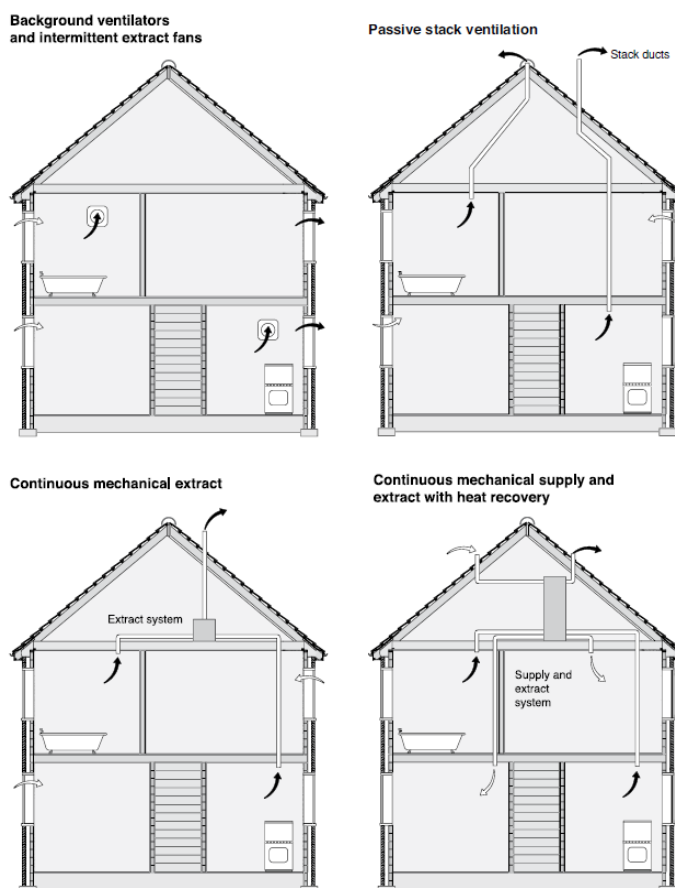 Background ventilators
and intermittent extract fans
Passive stack ventilation
Stack ducts
Continuous mechanical extract
Continuous mechanical supply and
extract with heat recovery
Extract system
Supply and
extract
system